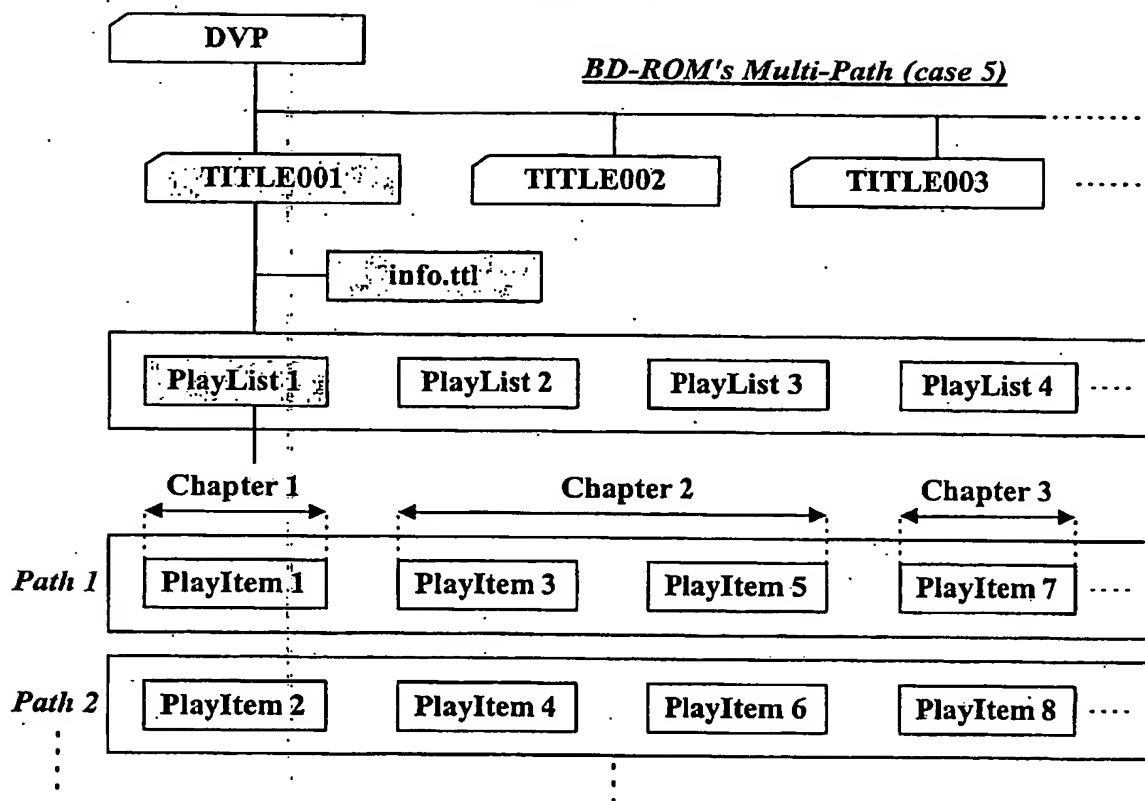 DVP
BD-ROM's Multi-Path (case 5)
TITLE001 TITLE002 TITLE003
info.ttl
PlayList 1 PlayList 2 PlayList 3 PlayList 4
Chapter 1 Chapter 2 Chapter 3
Path 1 PlayItem 1 PlayItem 3 PlayItem 5 PlayItem 7
Path 2 PlayItem 2 PlayItem 4 PlayItem 6 PlayItem 8